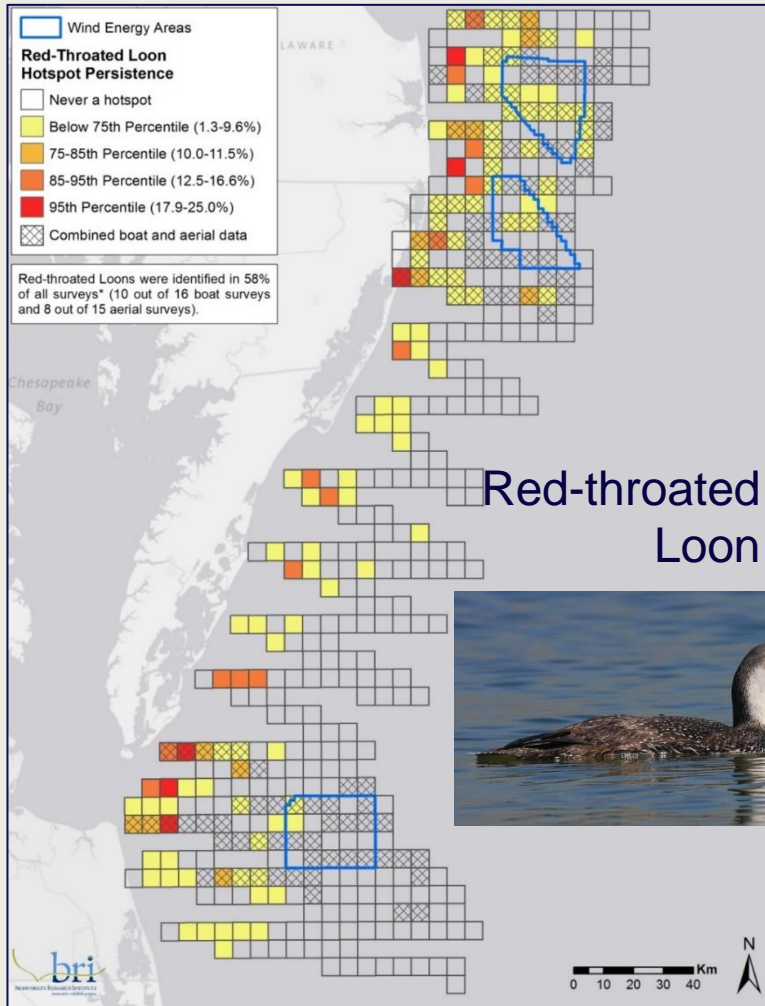 Wind Energy Areas
Red-Throated Loon
Hotspot Persistence
Never a hotspot
Below 75th Percentile (1.3-9.6%)
75-85th Percentile (10.0-11.5%)
85-95th Percentile (12.5-16.6%)
95th Percentile (17.9-25.0%)
Combined boat and aerial data
Red-throated Loons were identified in 58%
of all surveys* (10 out of 16 boat surveys
and 8 out of 15 aerial surveys).
LAWARE
Chesapeake
Bay
Red-throated
Loon
bri
BIODIVERSITY RESEARCH INSTITUTE
N
Km
0 10 20 30 40